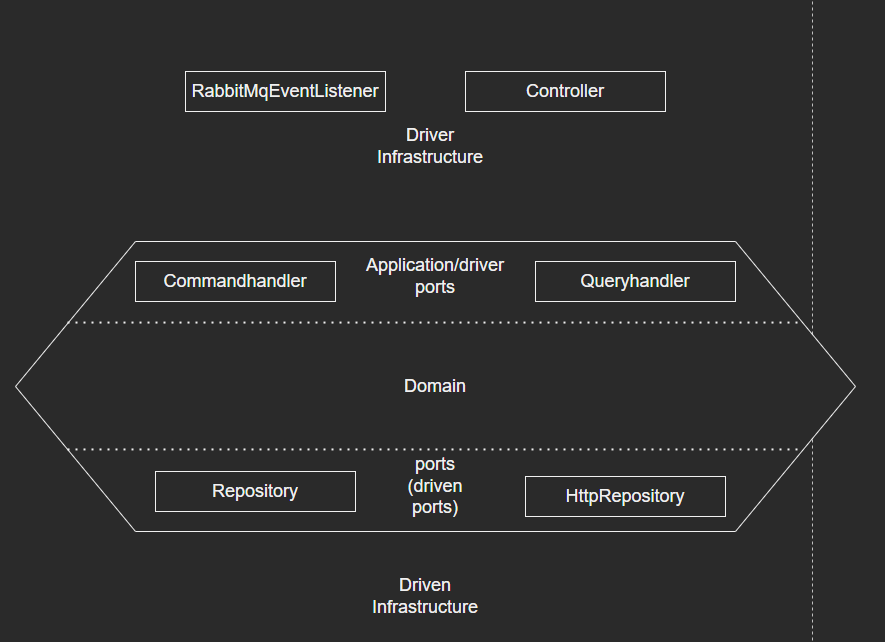 RabbitMqEventListener
Controller
Driver
Infrastructure
Commandhandler
Application/driver
ports
Queryhandler
Domain
Repository
ports
(driven
ports)
HttpRepository
Driven
Infrastructure